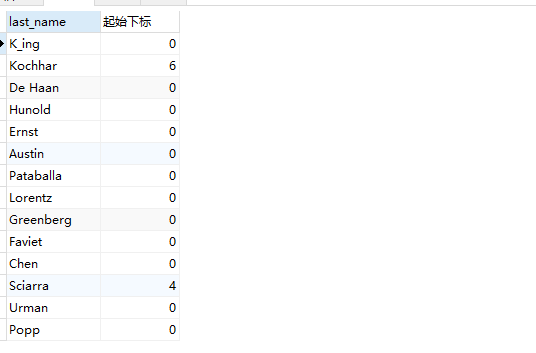 last_name 起始下标
K_ing 0
Kochhar 6
De Haan 0
Hunold 0
Ernst 0
Austin 0
Pataballa 0
Lorentz 0
Greenberg 0
Faviet 0
Chen 0
Sciarra 4
Urman 0
Popp 0